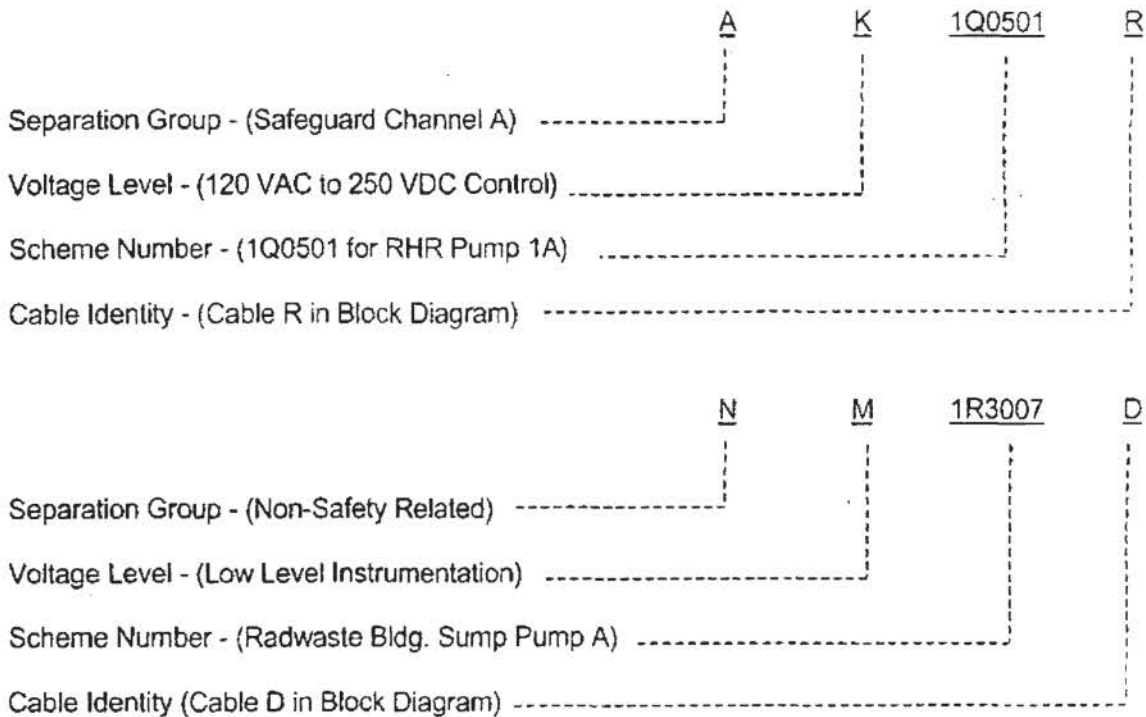 A K 1Q0501 R
Separation Group - (Safeguard Channel A)
Voltage Level - (120 VAC to 250 VDC Control)
Scheme Number - (1Q0501 for RHR Pump 1A)
Cable Identity - (Cable R in Block Diagram)
N M 1R3007 D
Separation Group - (Non-Safety Related)
Voltage Level - (Low Level Instrumentation)
Scheme Number - (Radwaste Bldg. Sump Pump A)
Cable Identity (Cable D in Block Diagram)